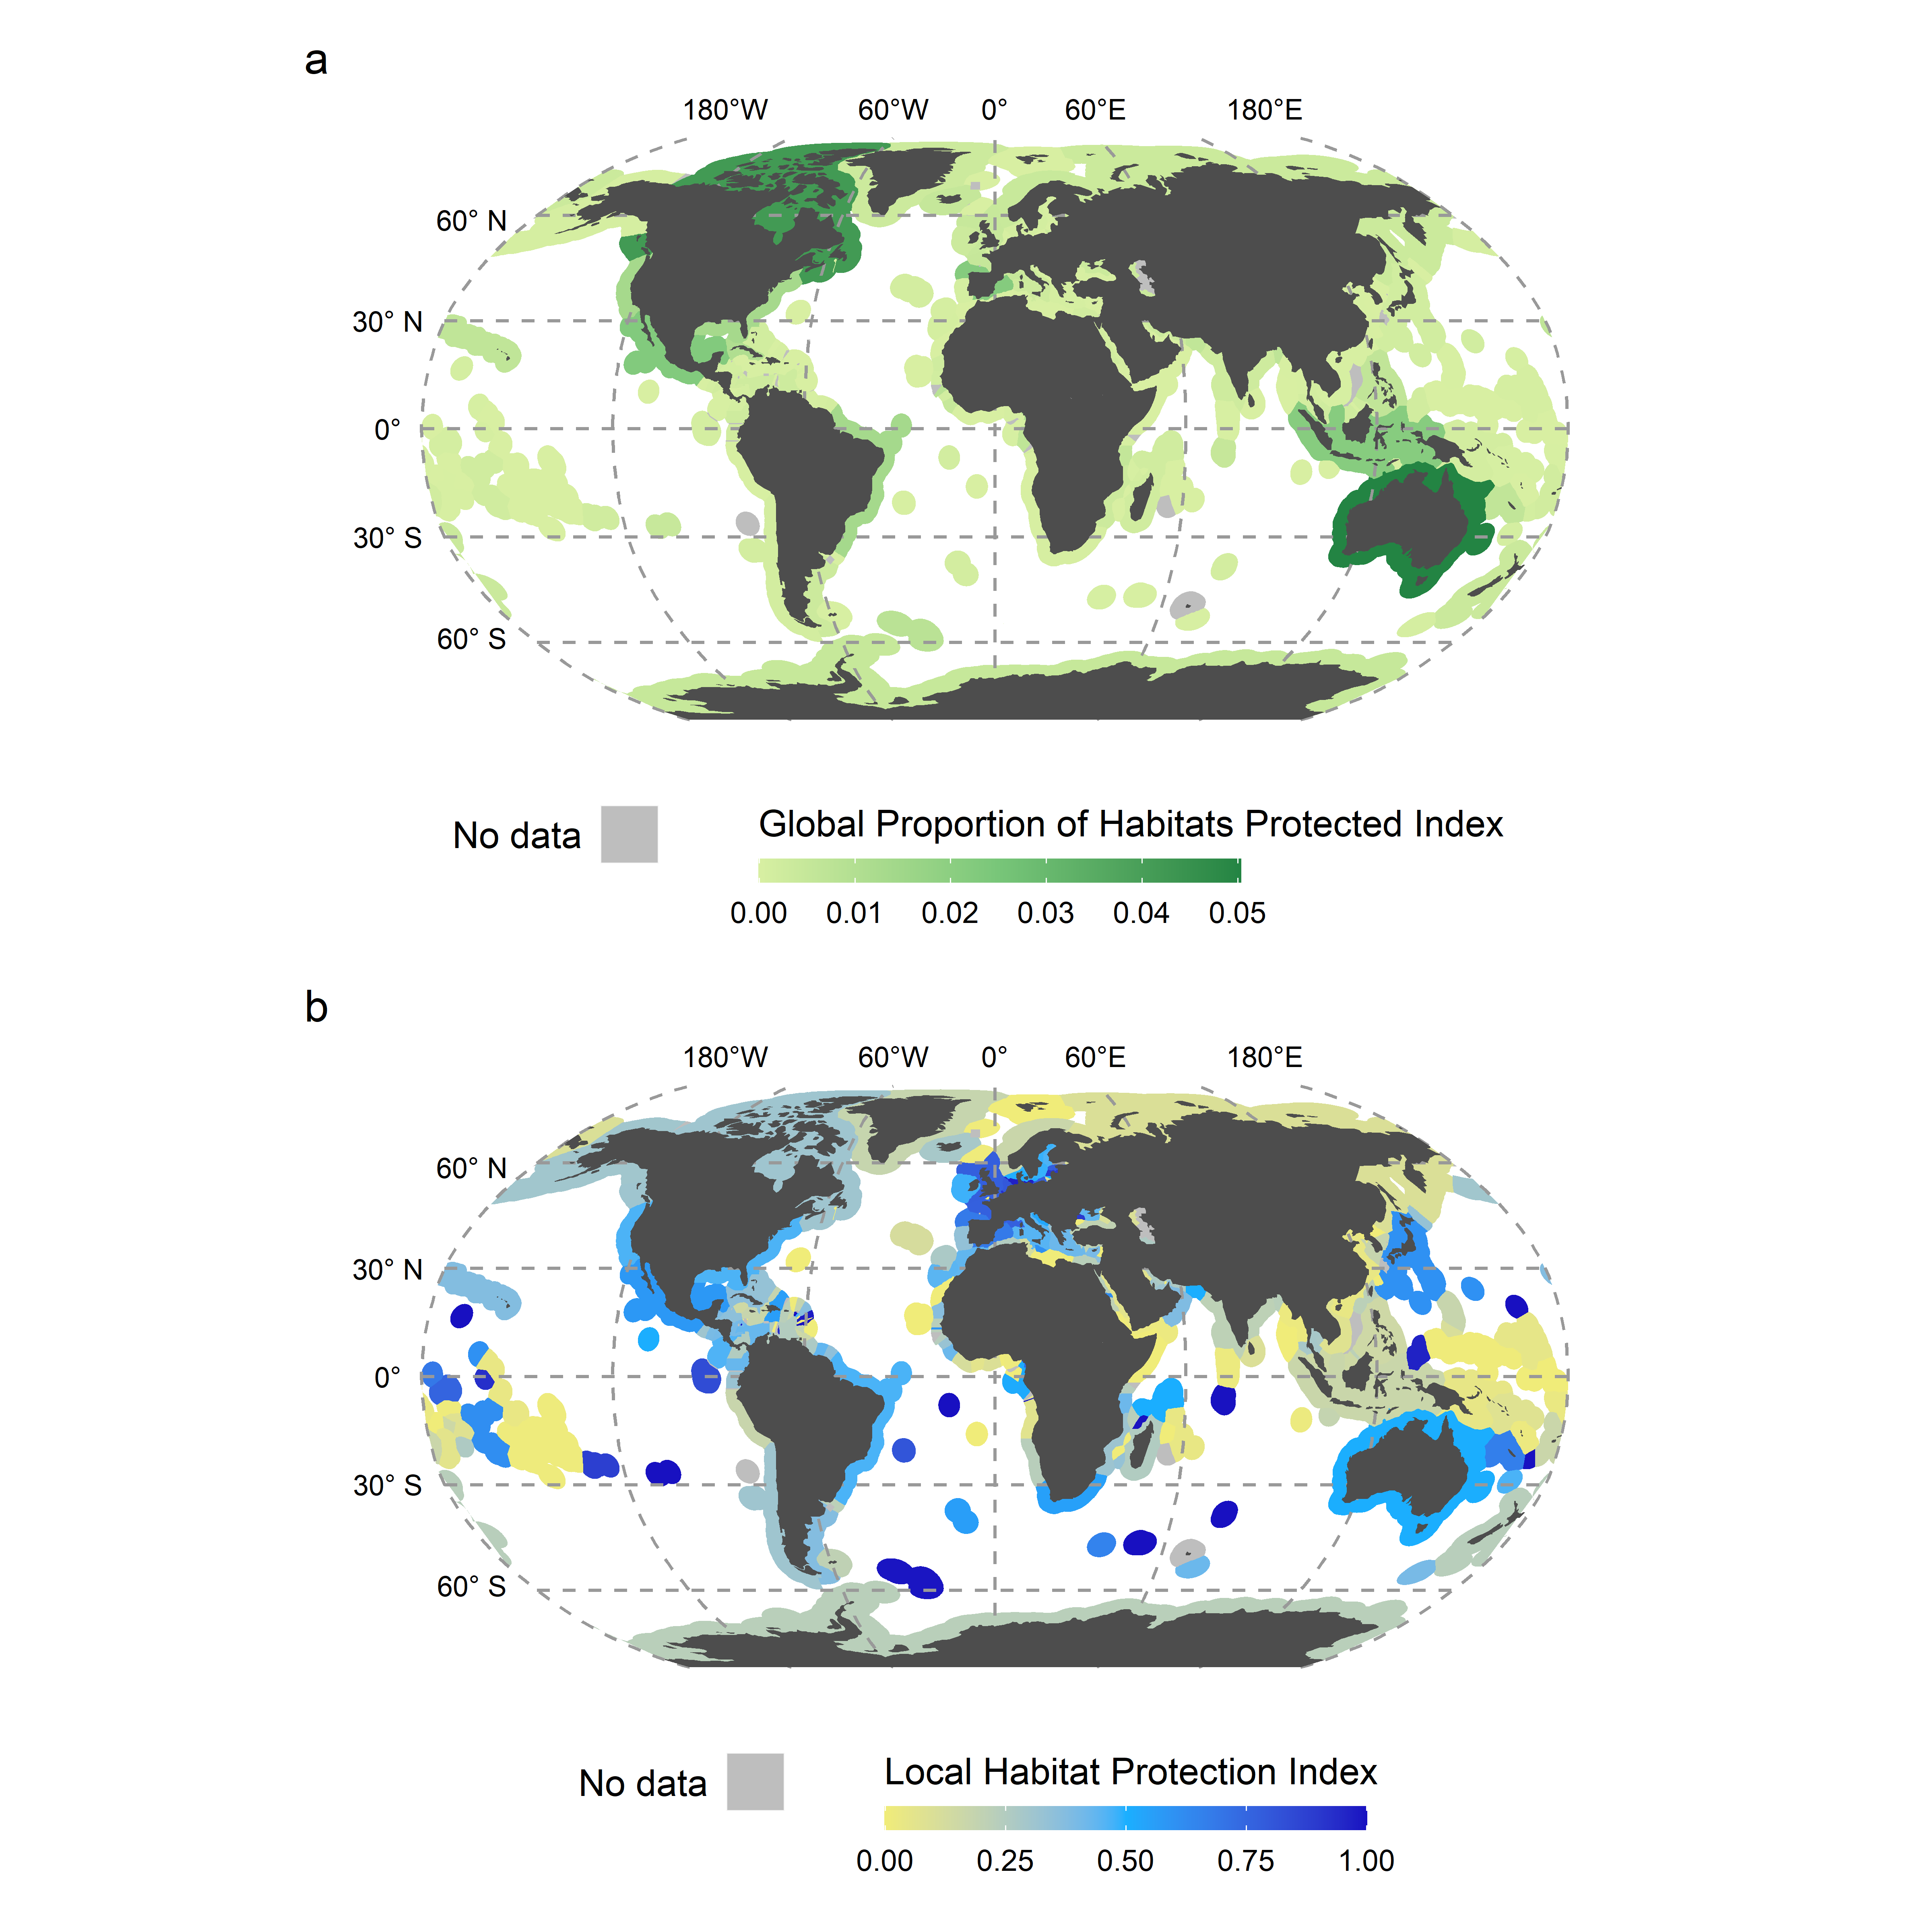 a
180°W 60°W 0° 60°E 180°E
60° N
30° N
0°
30° S
60° S
No data
Global Proportion of Habitats Protected Index
0.00 0.01 0.02 0.03 0.04 0.05
b
180°W 60°W 0° 60°E 180°E
60° N
30° N
0°
30° S
60° S
No data
Local Habitat Protection Index
0.00 0.25 0.50 0.75 1.00